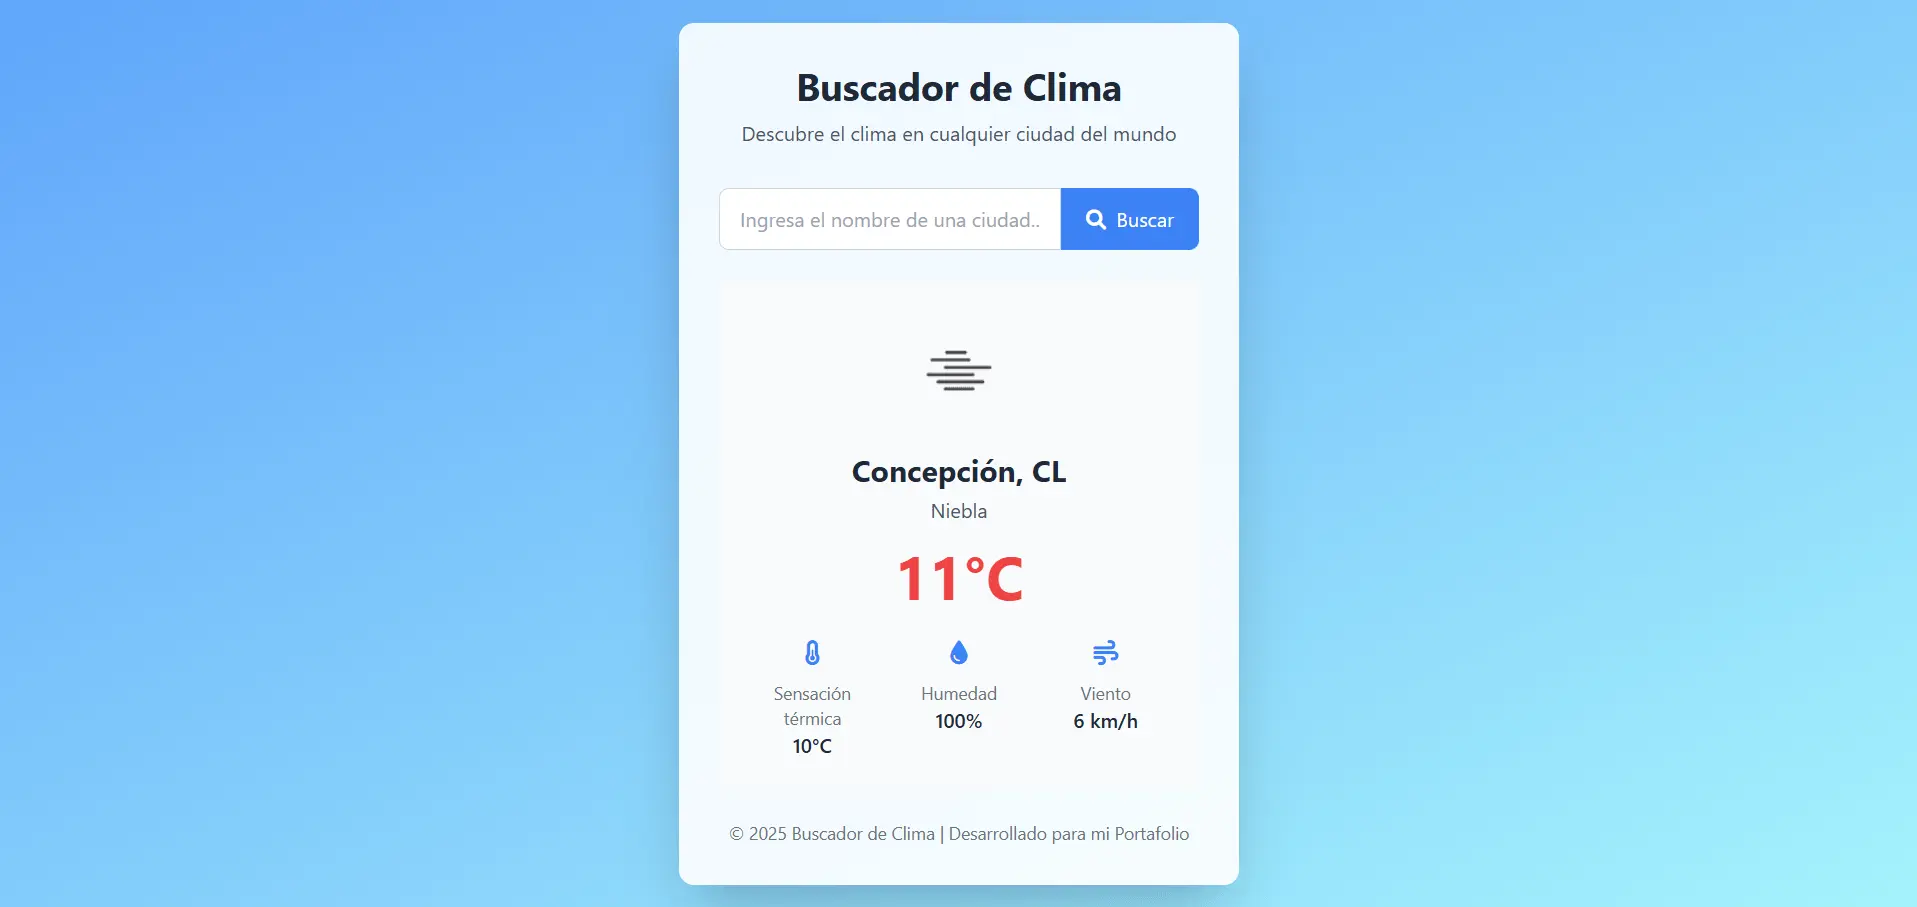 Buscador de Clima
Descubre el clima en cualquier ciudad del mundo
Ingresa el nombre de una ciudad..
Buscar
Concepción, CL
Niebla
11°C
Sensación
térmica
10°C
Humedad
100%
Viento
6 km/h
© 2025 Buscador de Clima | Desarrollado para mi Portafolio